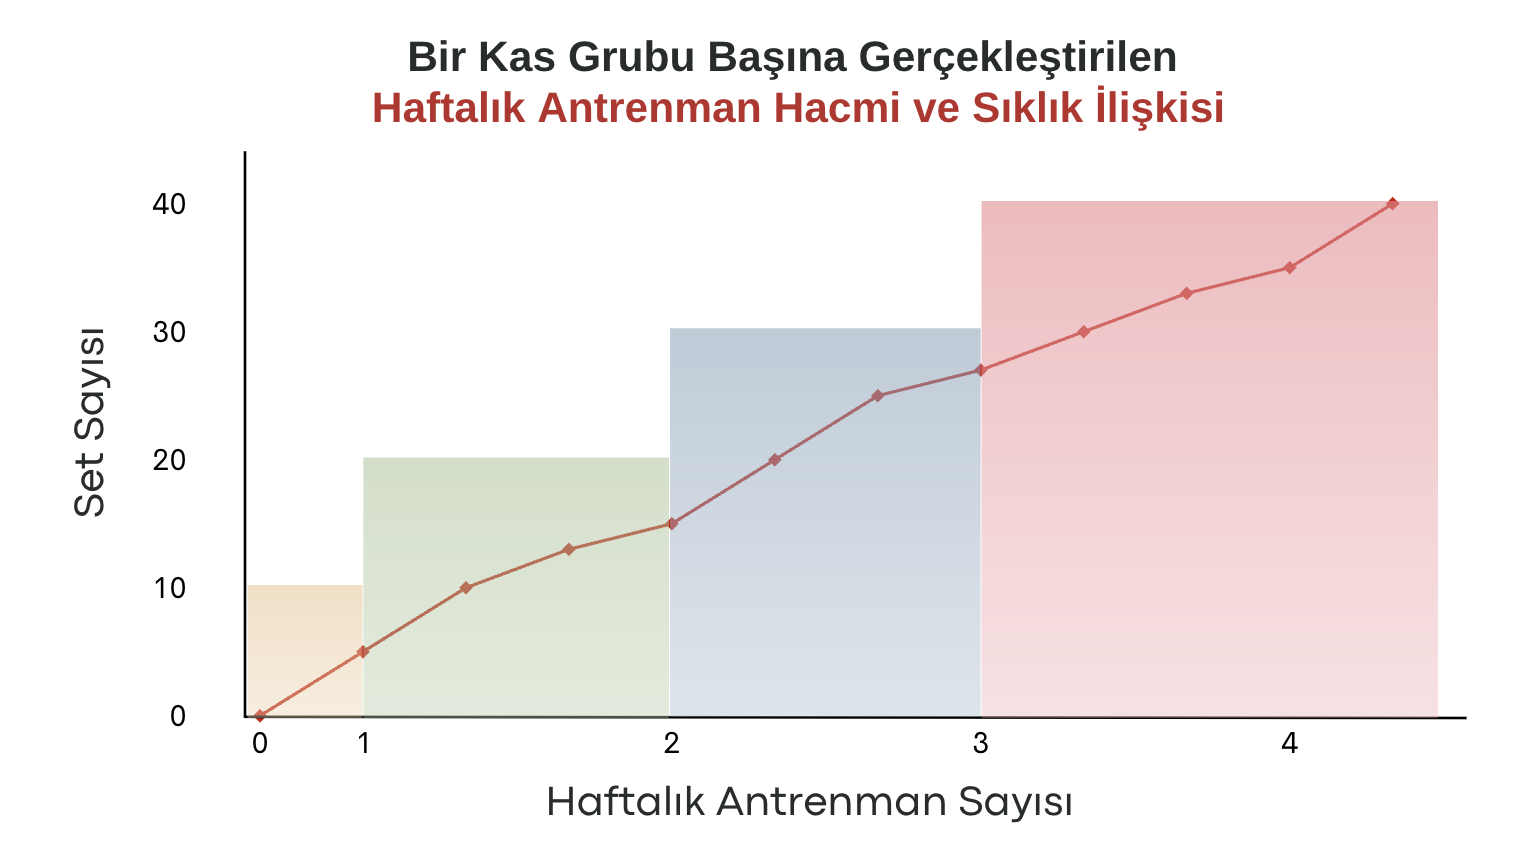 Bir Kas Grubu Başına Gerçekleştirilen
Haftalık Antrenman Hacmi ve Sıklık İlişkisi
40
30
20
10
0
Set Sayısı
0 1 2 3 4
Haftalık Antrenman Sayısı